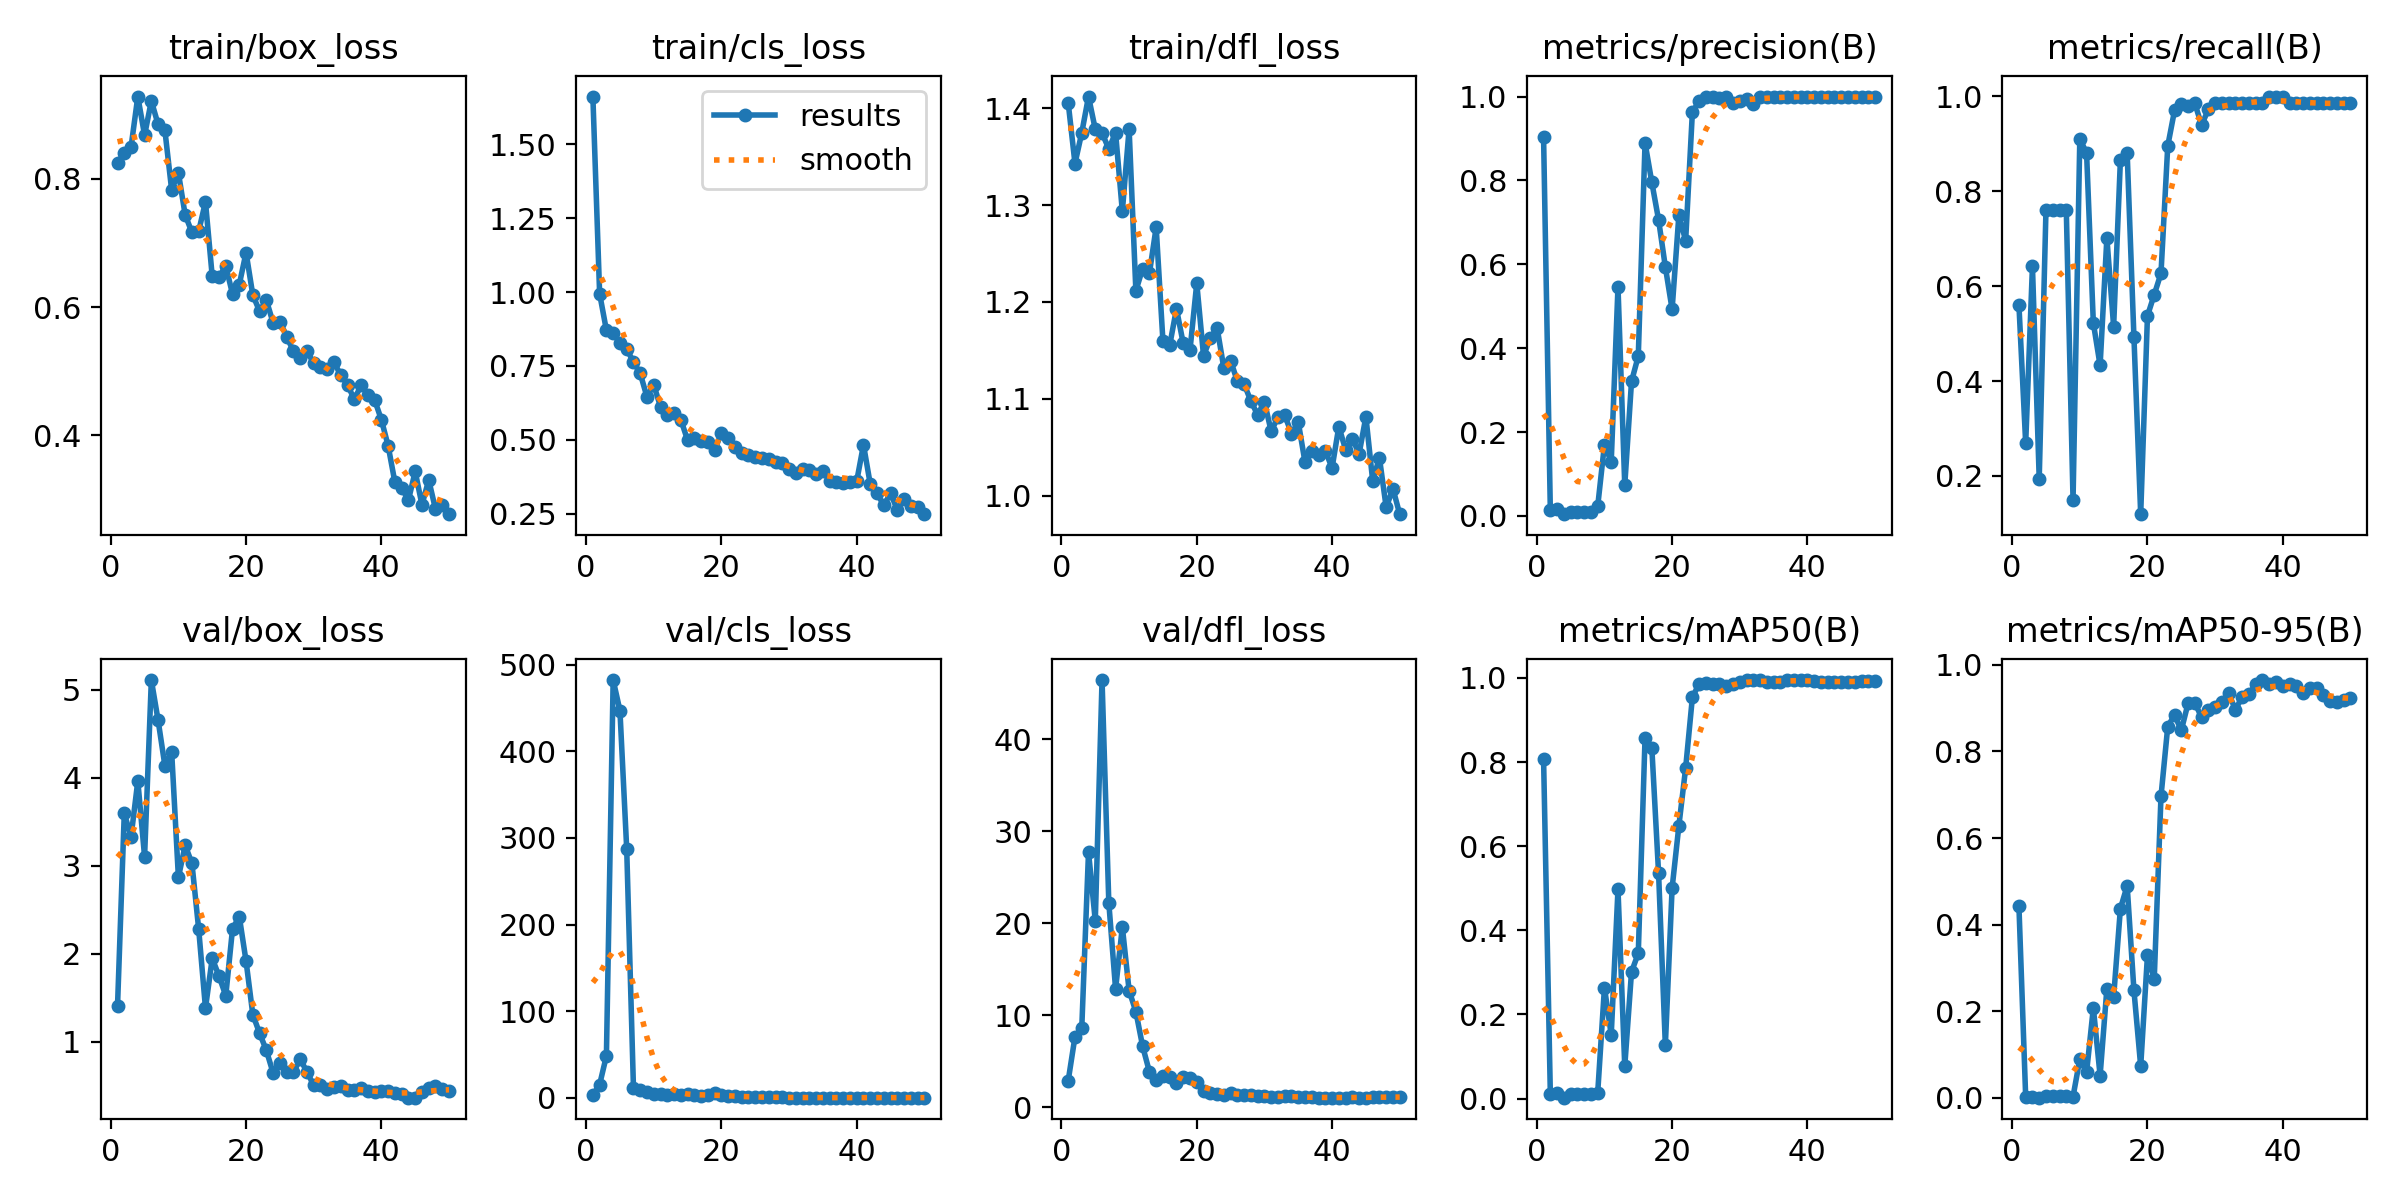 train/box_loss
0.8
0.6
0.4
0 20 40
train/cls_loss
results
smooth
1.50
1.25
1.00
0.75
0.50
0.25
0 20 40
train/dfl_loss
1.4
1.3
1.2
1.1
1.0
0 20 40
metrics/precision(B)
1.0
0.8
0.6
0.4
0.2
0.0
0 20 40
metrics/recall(B)
1.0
0.8
0.6
0.4
0.2
0 20 40
val/box_loss
5
4
3
2
1
0 20 40
val/cls_loss
500
400
300
200
100
0
0 20 40
val/dfl_loss
40
30
20
10
0
0 20 40
metrics/mAP50(B)
1.0
0.8
0.6
0.4
0.2
0.0
0 20 40
metrics/mAP50-95(B)
1.0
0.8
0.6
0.4
0.2
0.0
0 20 40